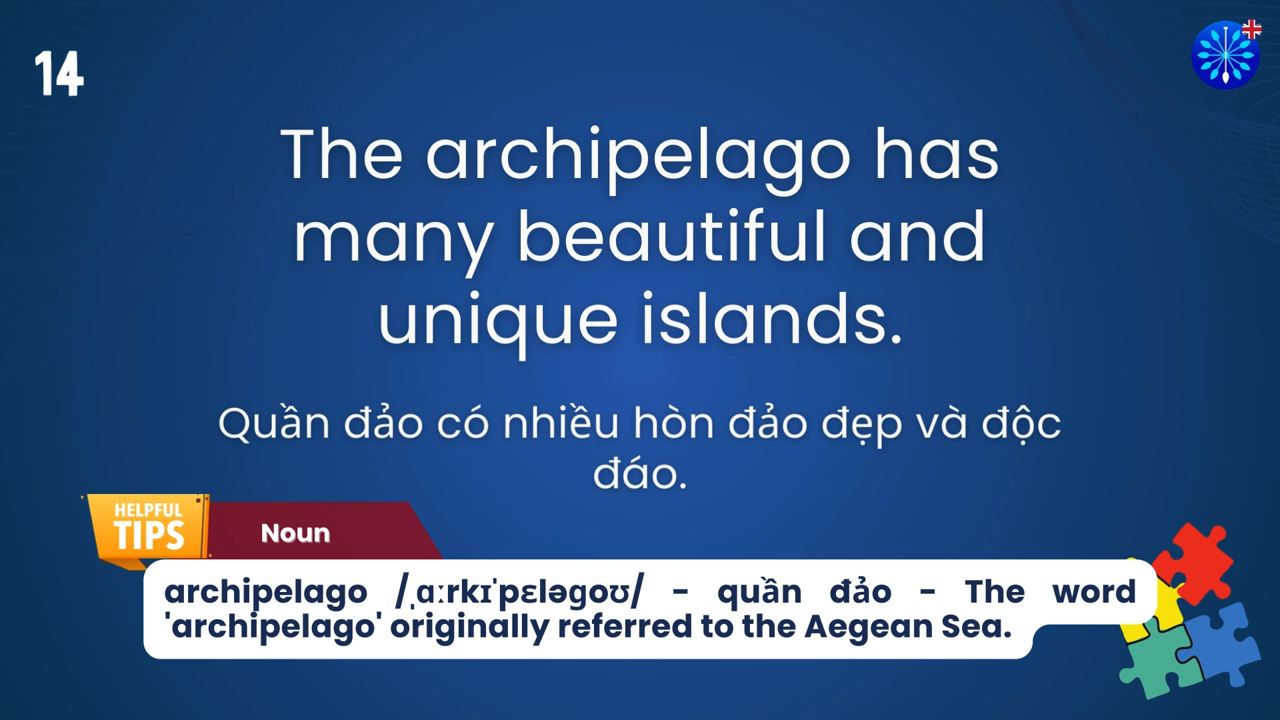 14
The archipelago has
many beautiful and
unique islands.
Quần đảo có nhiều hòn đảo đẹp và độc
đáo.
HELPFUL
TIPS
Noun
archipelago /ˌɑːrkɪˈpɛləɡoʊ/ - quần đảo - The word
'archipelago' originally referred to the Aegean Sea.